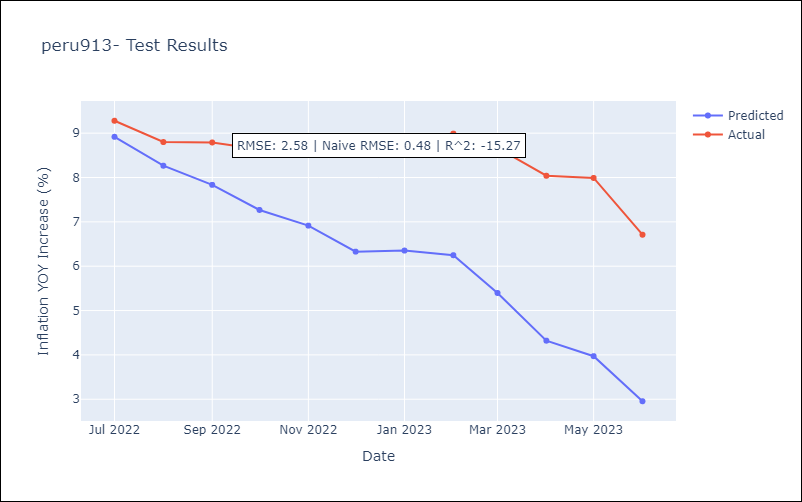 peru913- Test Results
Predicted
Actual
RMSE: 2.58 | Naive RMSE: 0.48 | R^2: -15.27
Inflation YOY Increase (%)
9
8
7
6
5
4
3
Jul 2022 Sep 2022 Nov 2022 Jan 2023 Mar 2023 May 2023
Date